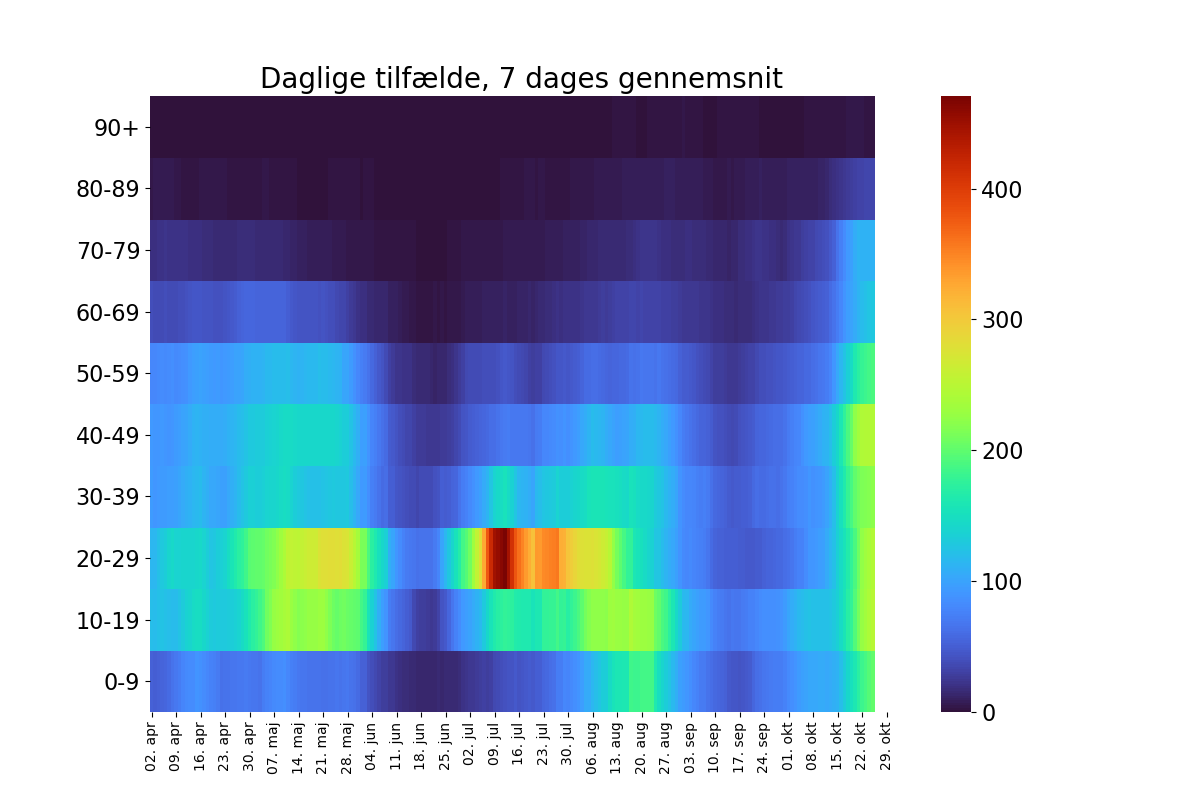 Daglige tilfælde, 7 dages gennemsnit
90+
80-89
70-79
60-69
50-59
40-49
30-39
20-29
10-19
0-9
02. apr
09. apr
16. apr
23. apr
30. apr
07. maj
14. maj
21. maj
28. maj
04. jun
11. jun
18. jun
25. jun
02. jul
09. jul
16. jul
23. jul
30. jul
06. aug
13. aug
20. aug
27. aug
03. sep
10. sep
17. sep
24. sep
01. okt
08. okt
15. okt
22. okt
29. okt
400
300
200
100
0